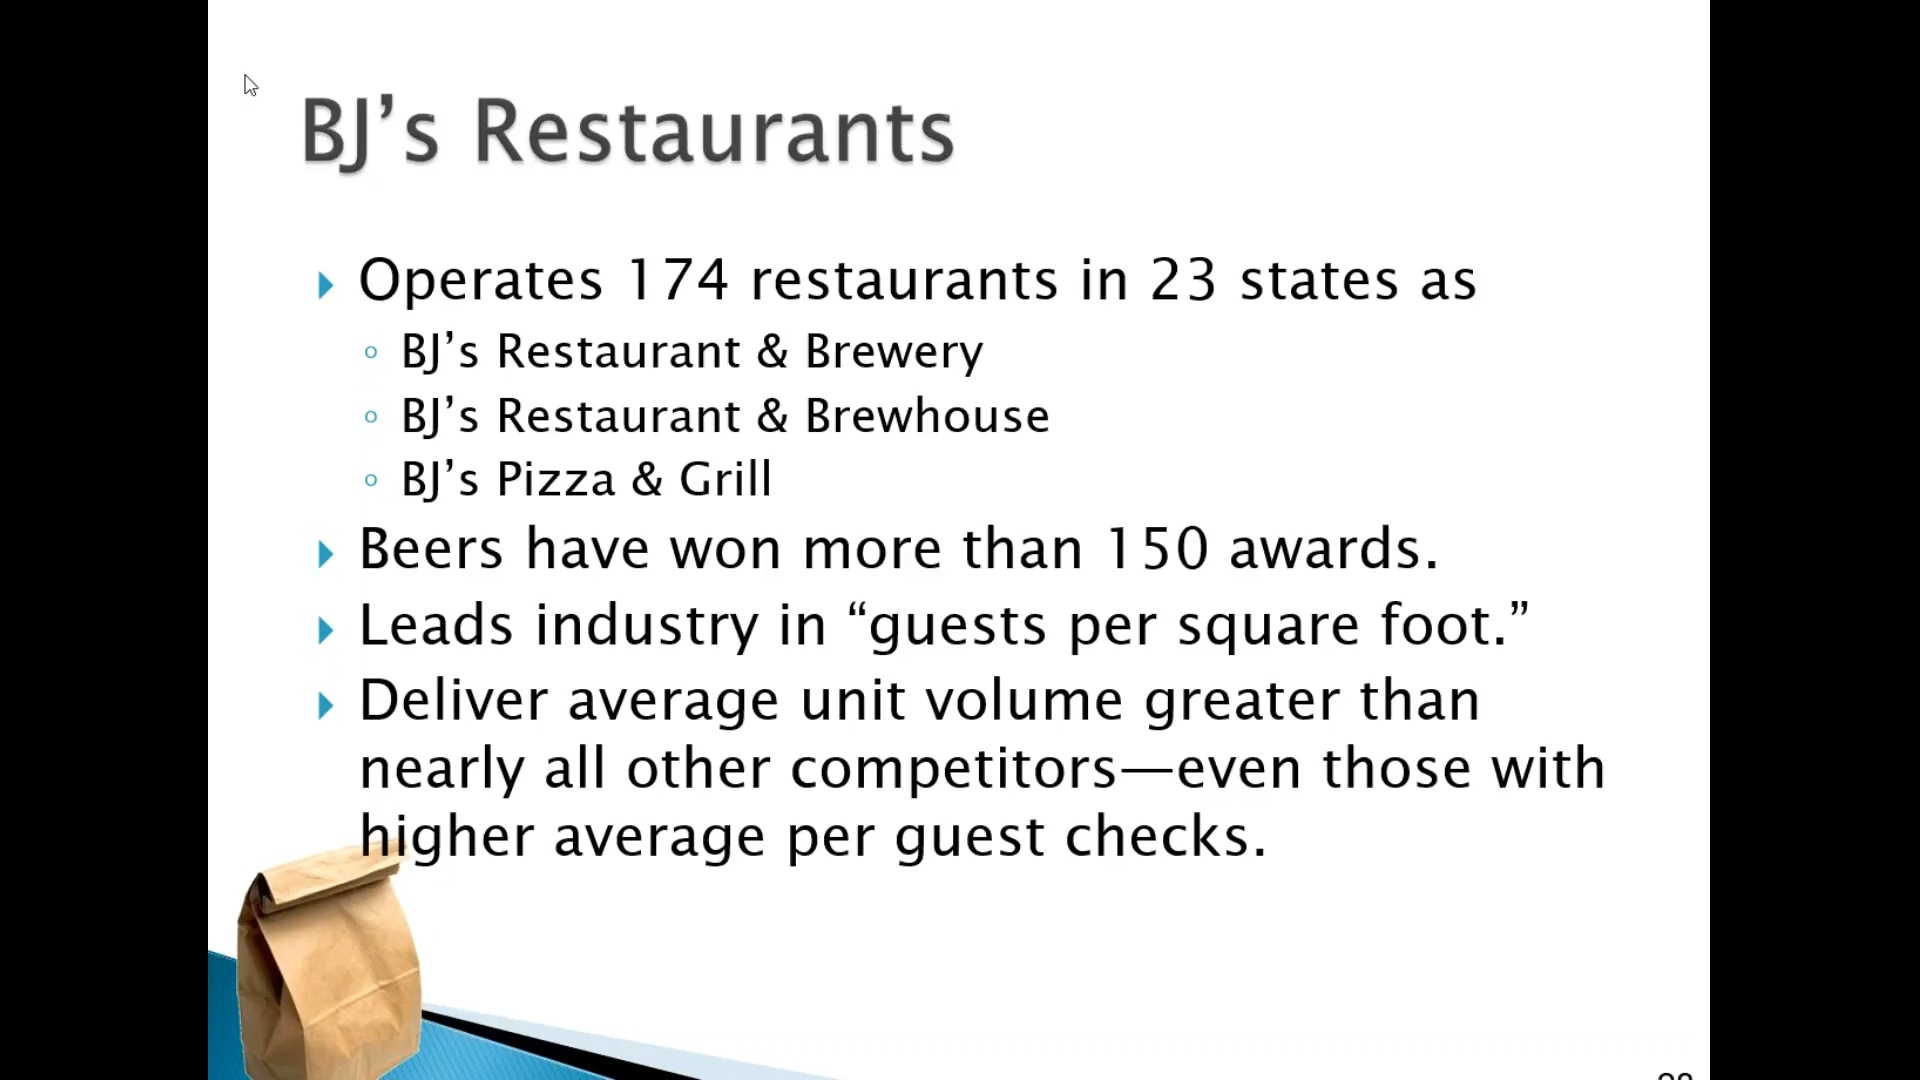 BJ’s Restaurants
Operates 174 restaurants in 23 states as
BJ’s Restaurant & Brewery
BJ’s Restaurant & Brewhouse
BJ’s Pizza & Grill
Beers have won more than 150 awards.
Leads industry in “guests per square foot.”
Deliver average unit volume greater than
nearly all other competitors—even those with
higher average per guest checks.